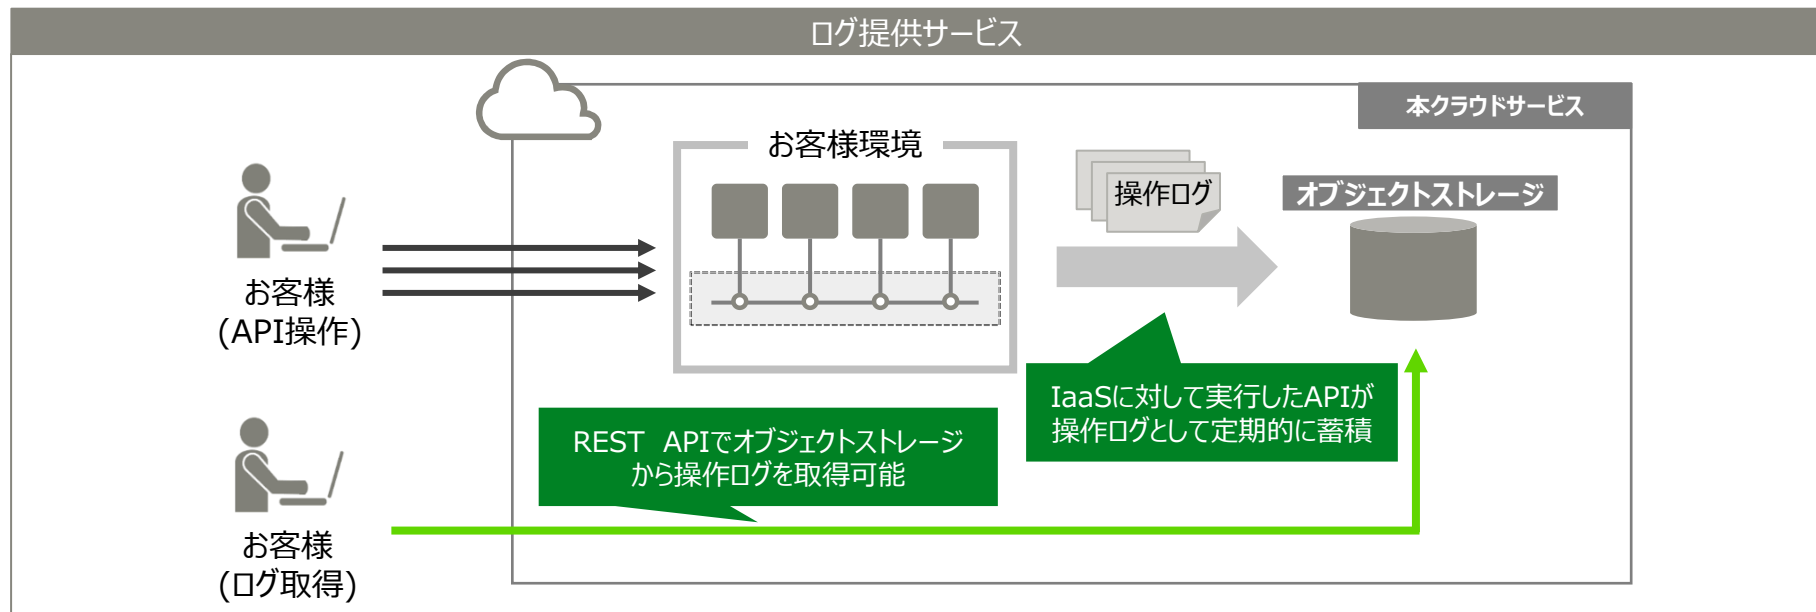 ログ提供サービス
本クラウドサービス
お客様環境
操作ログ
オブジェクトストレージ
お客様
(API操作)
IaaSに対して実行したAPIが
操作ログとして定期的に蓄積
REST APIでオブジェクトストレージ
から操作ログを取得可能
お客様
(ログ取得)